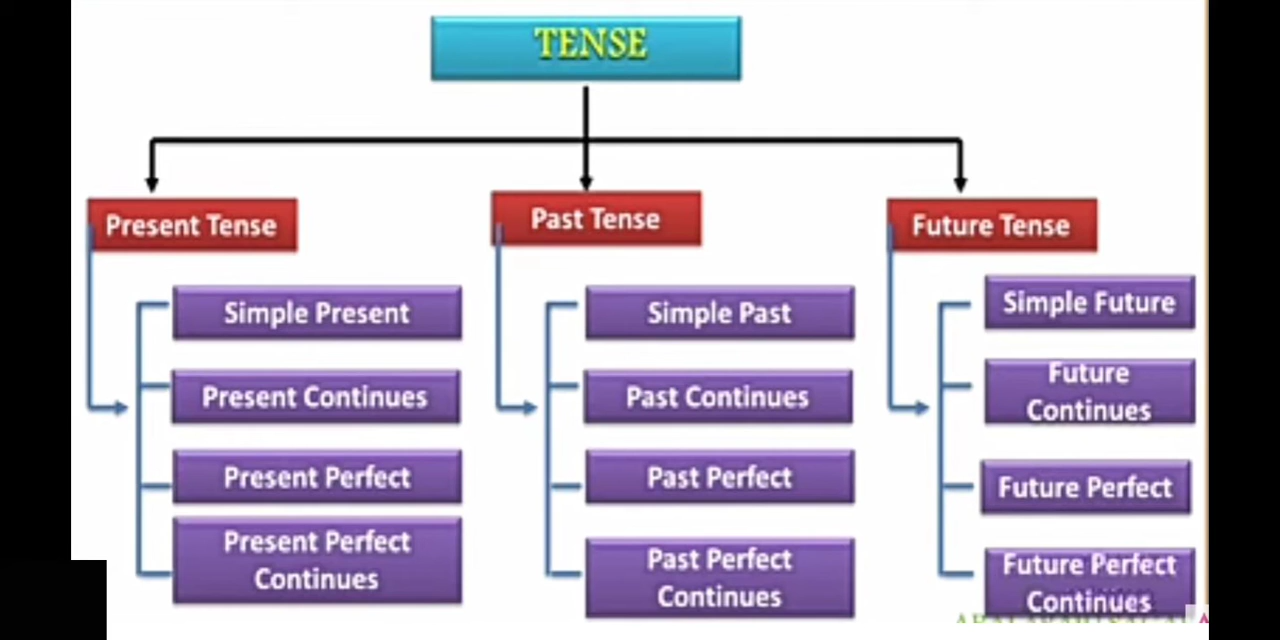 TENSE
Present Tense
Past Tense
Future Tense
Simple Present
Present Continues
Present Perfect
Present Perfect
Continues
Simple Past
Past Continues
Past Perfect
Past Perfect
Continues
Simple Future
Future
Continues
Future Perfect
Future Perfect
Continues